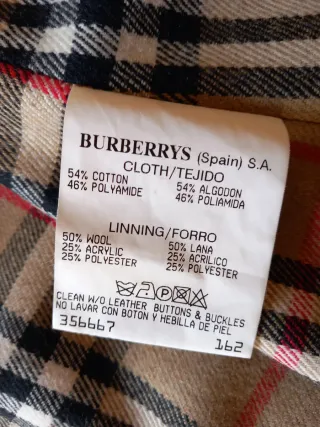 BURBERRYS (Spain) S.A.
CLOTH/TEJIDO
54% COTTON 54% ALGODON
46% POLYAMIDE 46% POLIAMIDA
LINNING/FORRO
50% WOOL 50% LANA
25% ACRYLIC 25% ACRILICO
25% POLYESTER 25% POLYESTER
CLEAN W/O LEATHER BUTTONS & BUCKLES
NO LAVAR CON BOTON Y HEBILLA DE PIEL
356667 162